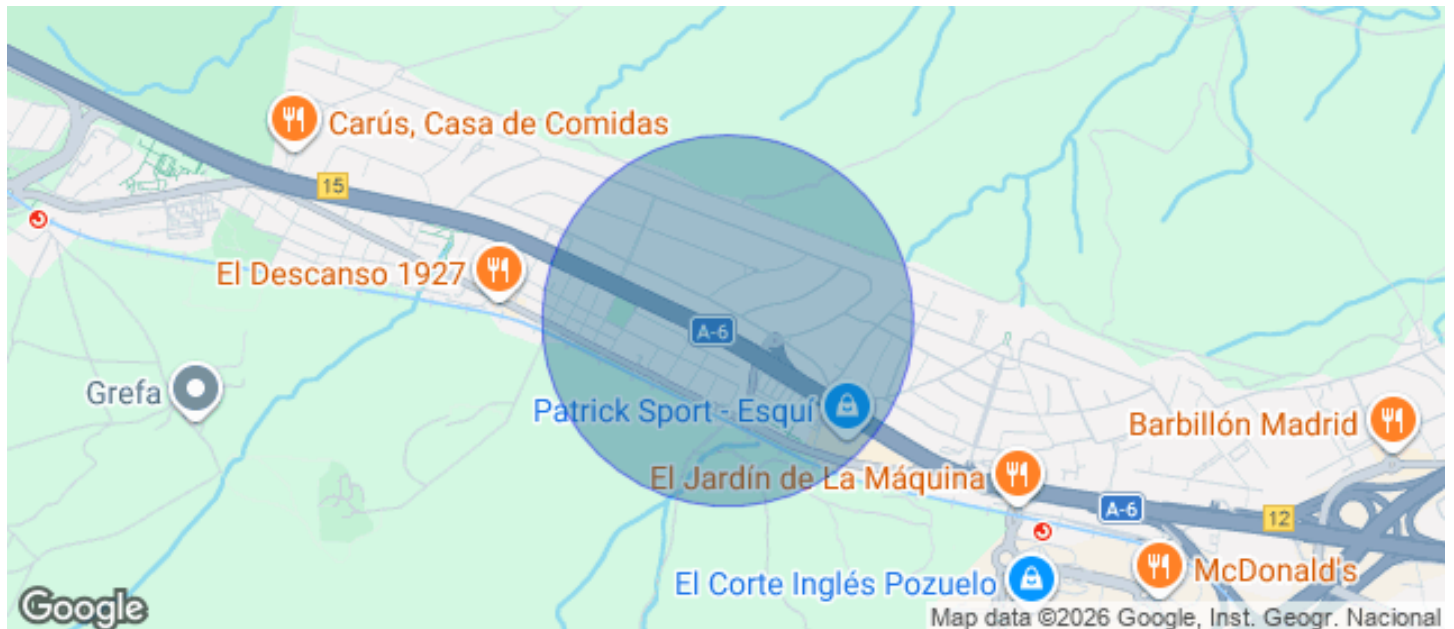 Carús, Casa de Comidas
15
El Descanso 1927
A-6
Grefa
Patrick Sport - Esquí
Barbillón Madrid
El Jardín de La Máquina
A-6
12
El Corte Inglés Pozuelo
McDonald's
Google
Map data ©2026 Google, Inst. Geogr. Nacional